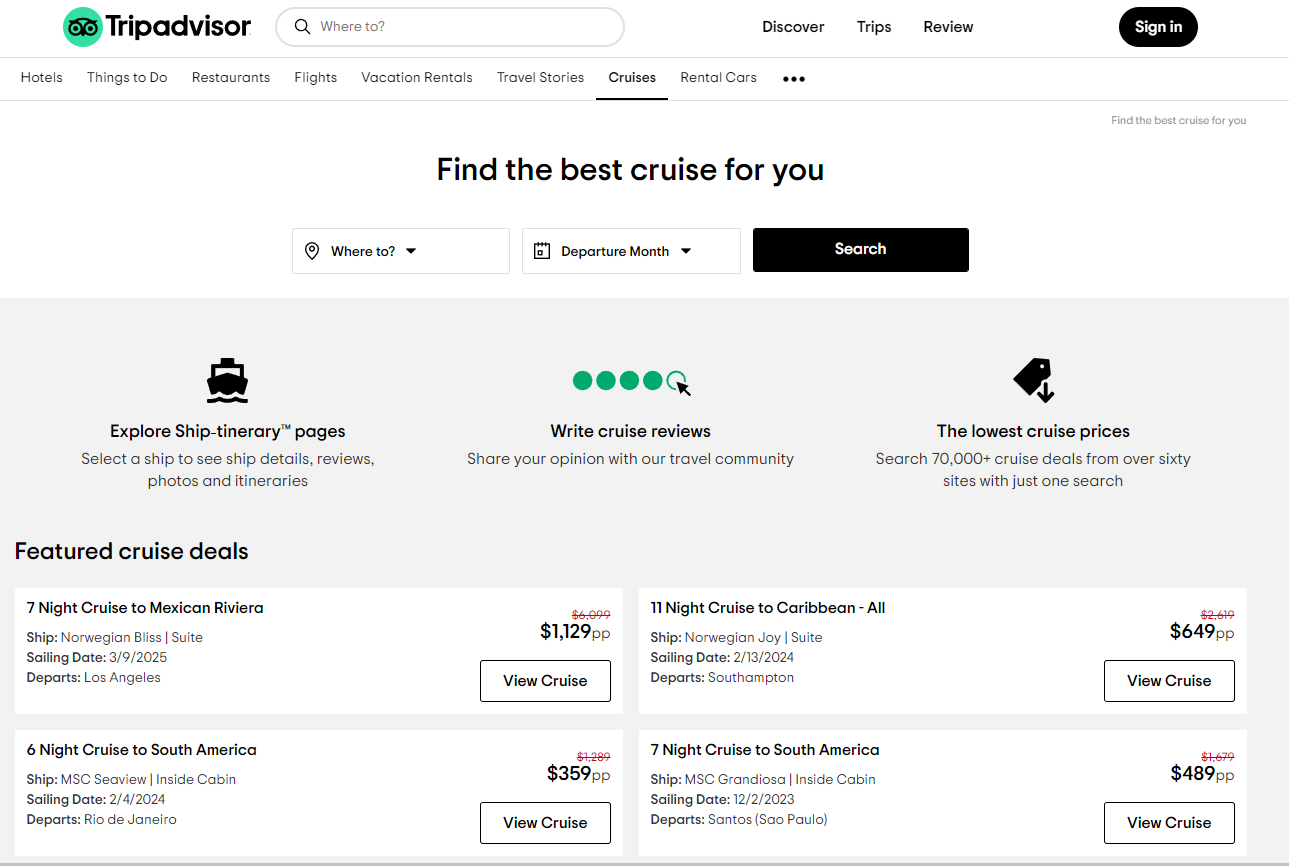 Tripadvisor
Where to?
Discover
Trips
Review
Sign in
Hotels
Things to Do
Restaurants
Flights
Vacation Rentals
Travel Stories
Cruises
Rental Cars
Find the best cruise for you
Find the best cruise for you
Where to?
Departure Month
Search
Explore Ship-tinerary™ pages
Select a ship to see ship details, reviews,
photos and itineraries
Write cruise reviews
Share your opinion with our travel community
The lowest cruise prices
Search 70,000+ cruise deals from over sixty
sites with just one search
Featured cruise deals
7 Night Cruise to Mexican Riviera
Ship: Norwegian Bliss | Suite
Sailing Date: 3/9/2025
Departs: Los Angeles
$6,099
$1,129pp
View Cruise
11 Night Cruise to Caribbean - All
Ship: Norwegian Joy | Suite
Sailing Date: 2/13/2024
Departs: Southampton
$2,619
$649pp
View Cruise
6 Night Cruise to South America
Ship: MSC Seaview | Inside Cabin
Sailing Date: 2/4/2024
Departs: Rio de Janeiro
$1,289
$359pp
View Cruise
7 Night Cruise to South America
Ship: MSC Grandiosa | Inside Cabin
Sailing Date: 12/2/2023
Departs: Santos (Sao Paulo)
$1,679
$489pp
View Cruise